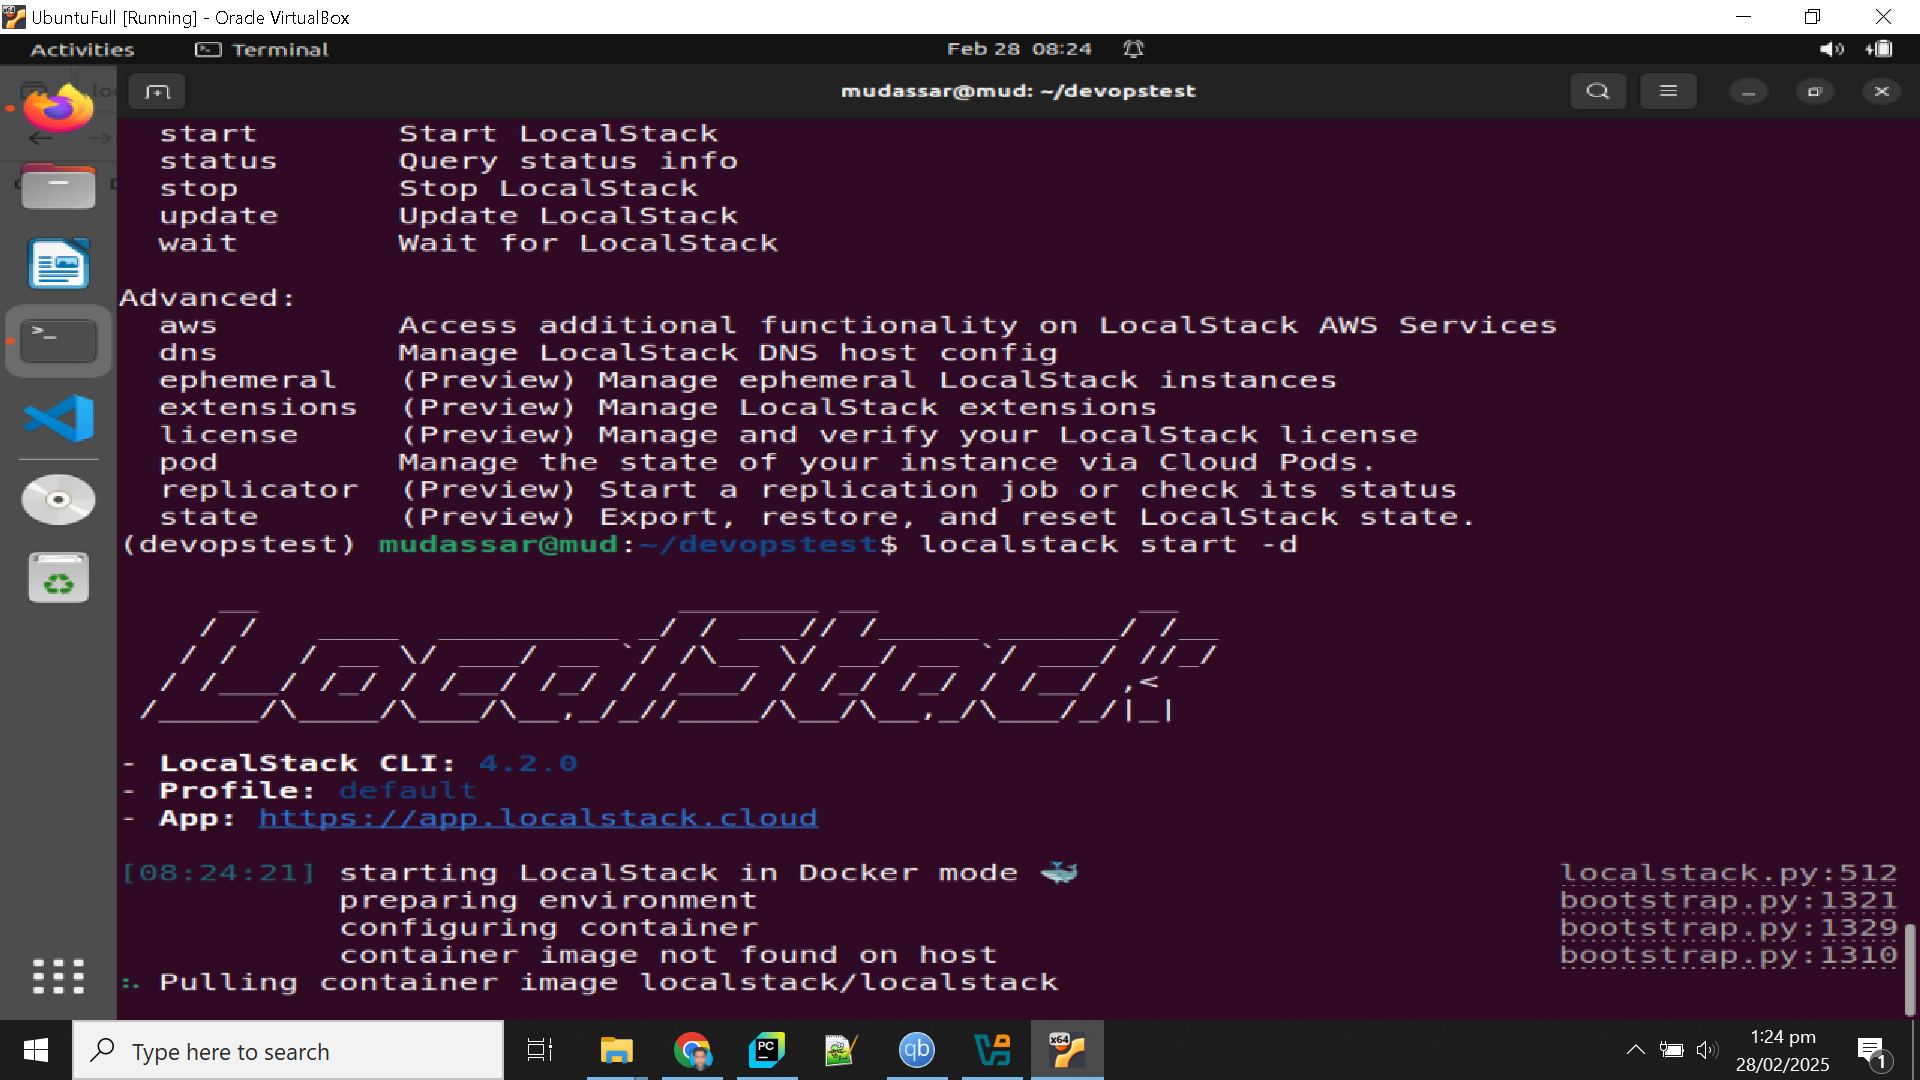 UbuntuFull [Running] - Oracle VirtualBox
Activities Terminal Feb 28 08:24
mudassar@mud: ~/devopstest
start Start LocalStack
status Query status info
stop Stop LocalStack
update Update LocalStack
wait Wait for LocalStack
Advanced:
aws Access additional functionality on LocalStack AWS Services
dns Manage LocalStack DNS host config
ephemeral (Preview) Manage ephemeral LocalStack instances
extensions (Preview) Manage LocalStack extensions
license (Preview) Manage and verify your LocalStack license
pod Manage the state of your instance via Cloud Pods.
replicator (Preview) Start a replication job or check its status
state (Preview) Export, restore, and reset LocalStack state.
(devopstest) mudassar@mud:~/devopstest$ localstack start -d
LocalStack
- LocalStack CLI: 4.2.0
- Profile: default
- App: https://app.localstack.cloud
[08:24:21] starting LocalStack in Docker mode 🐳 localstack.py:512
preparing environment bootstrap.py:1321
configuring container bootstrap.py:1329
container image not found on host bootstrap.py:1310
Pulling container image localstack/localstack
Type here to search
PC
qb
x64
1:24 pm
28/02/2025
1